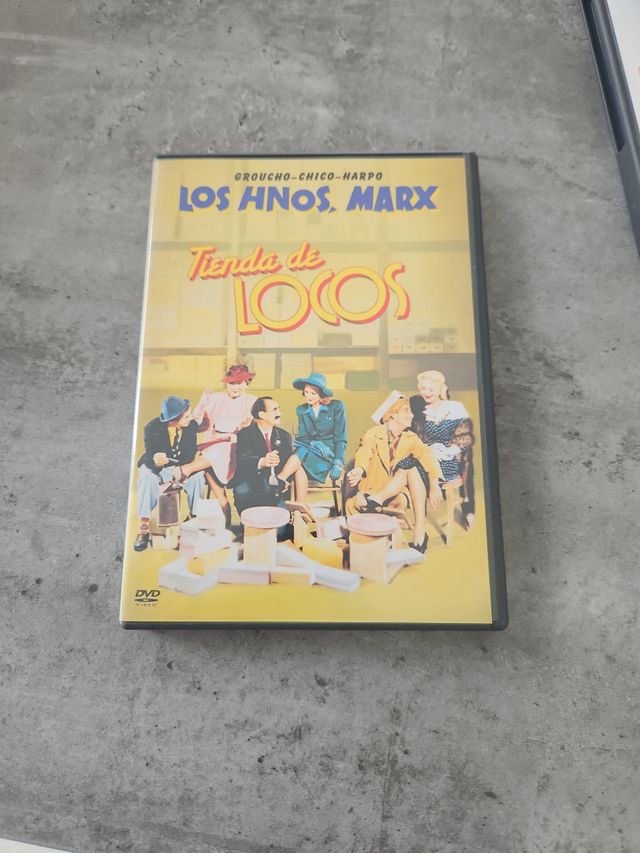 GROUCHO-CHICO-HARPO
LOS HNOS. MARX
Tienda de
LOCOS
DVD
VIDEO